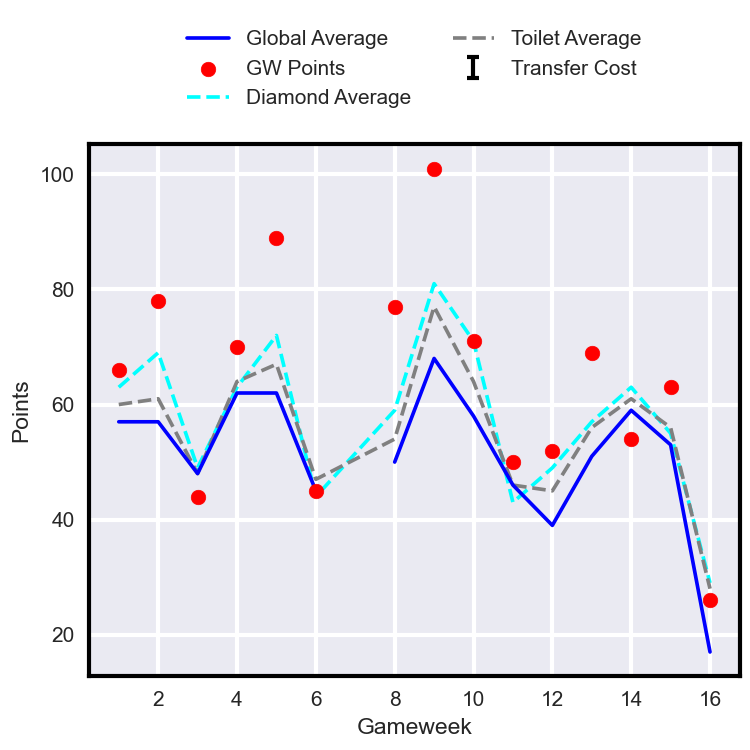 Global Average
GW Points
Diamond Average
Toilet Average
Transfer Cost
100
80
60
40
20
Points
2 4 6 8 10 12 14 16
Gameweek